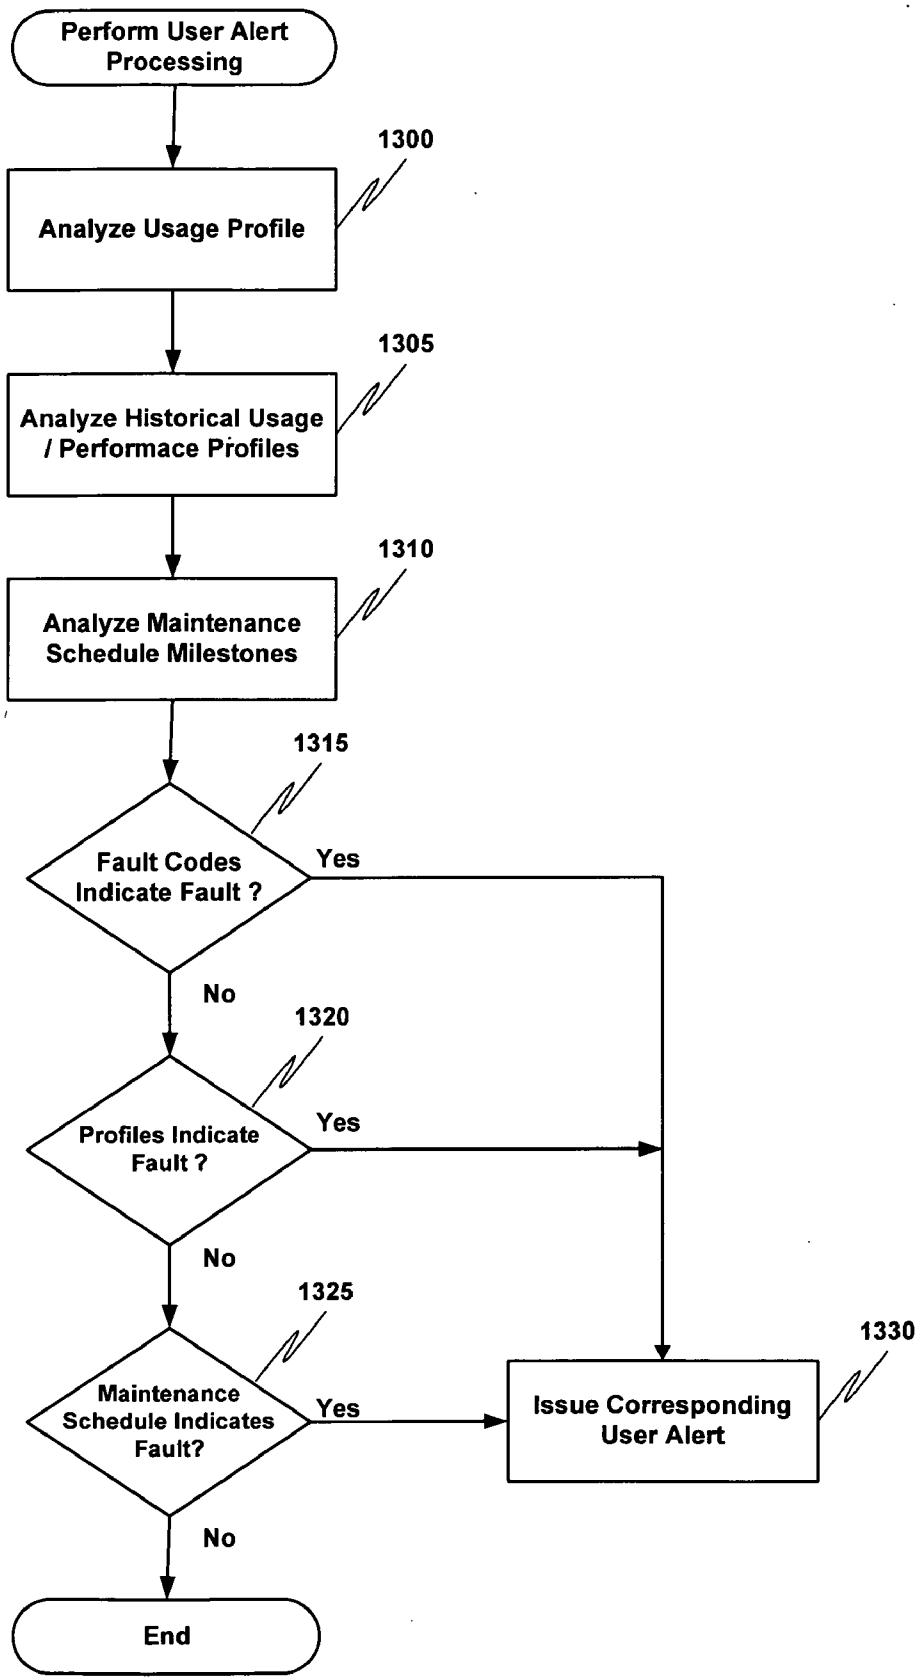 Perform User Alert
Processing
1300
Analyze Usage Profile
1305
Analyze Historical Usage
/ Performace Profiles
1310
Analyze Maintenance
Schedule Milestones
1315
Fault Codes
Indicate Fault ?
Yes
No
1320
Profiles Indicate
Fault ?
Yes
No
1325
Maintenance
Schedule Indicates
Fault?
Yes
1330
Issue Corresponding
User Alert
No
End